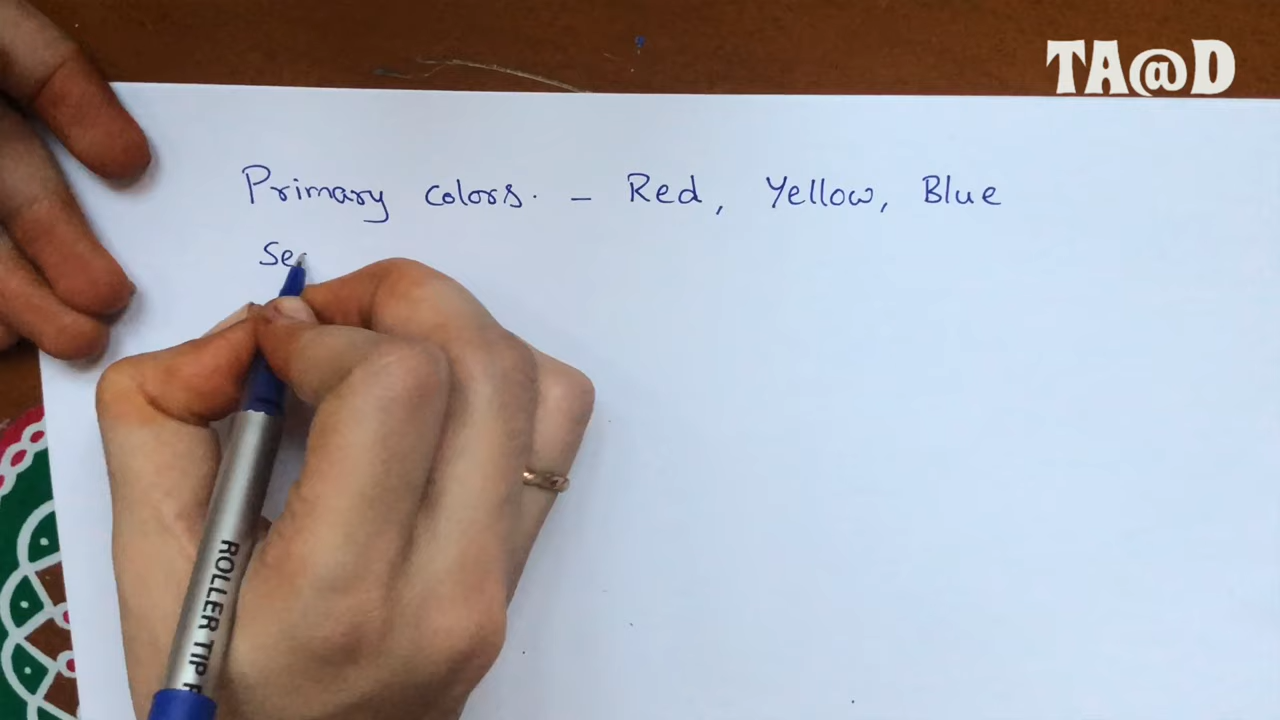 TA@D
Primary colors. - Red, Yellow, Blue
Se
ROLLER TIP